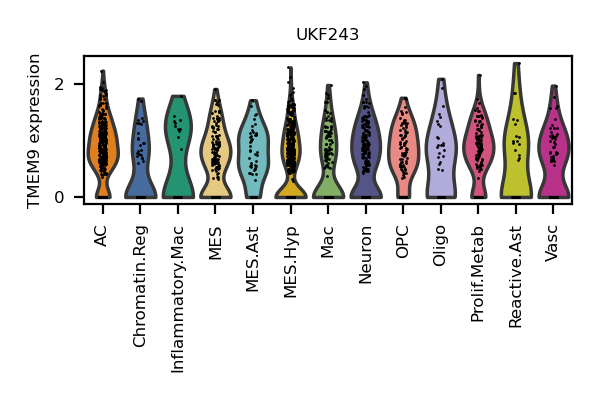 UKF243
TMEM9 expression
2
0
AC
Chromatin.Reg
Inflammatory.Mac
MES
MES.Ast
MES.Hyp
Mac
Neuron
OPC
Oligo
Prolif.Metab
Reactive.Ast
Vasc